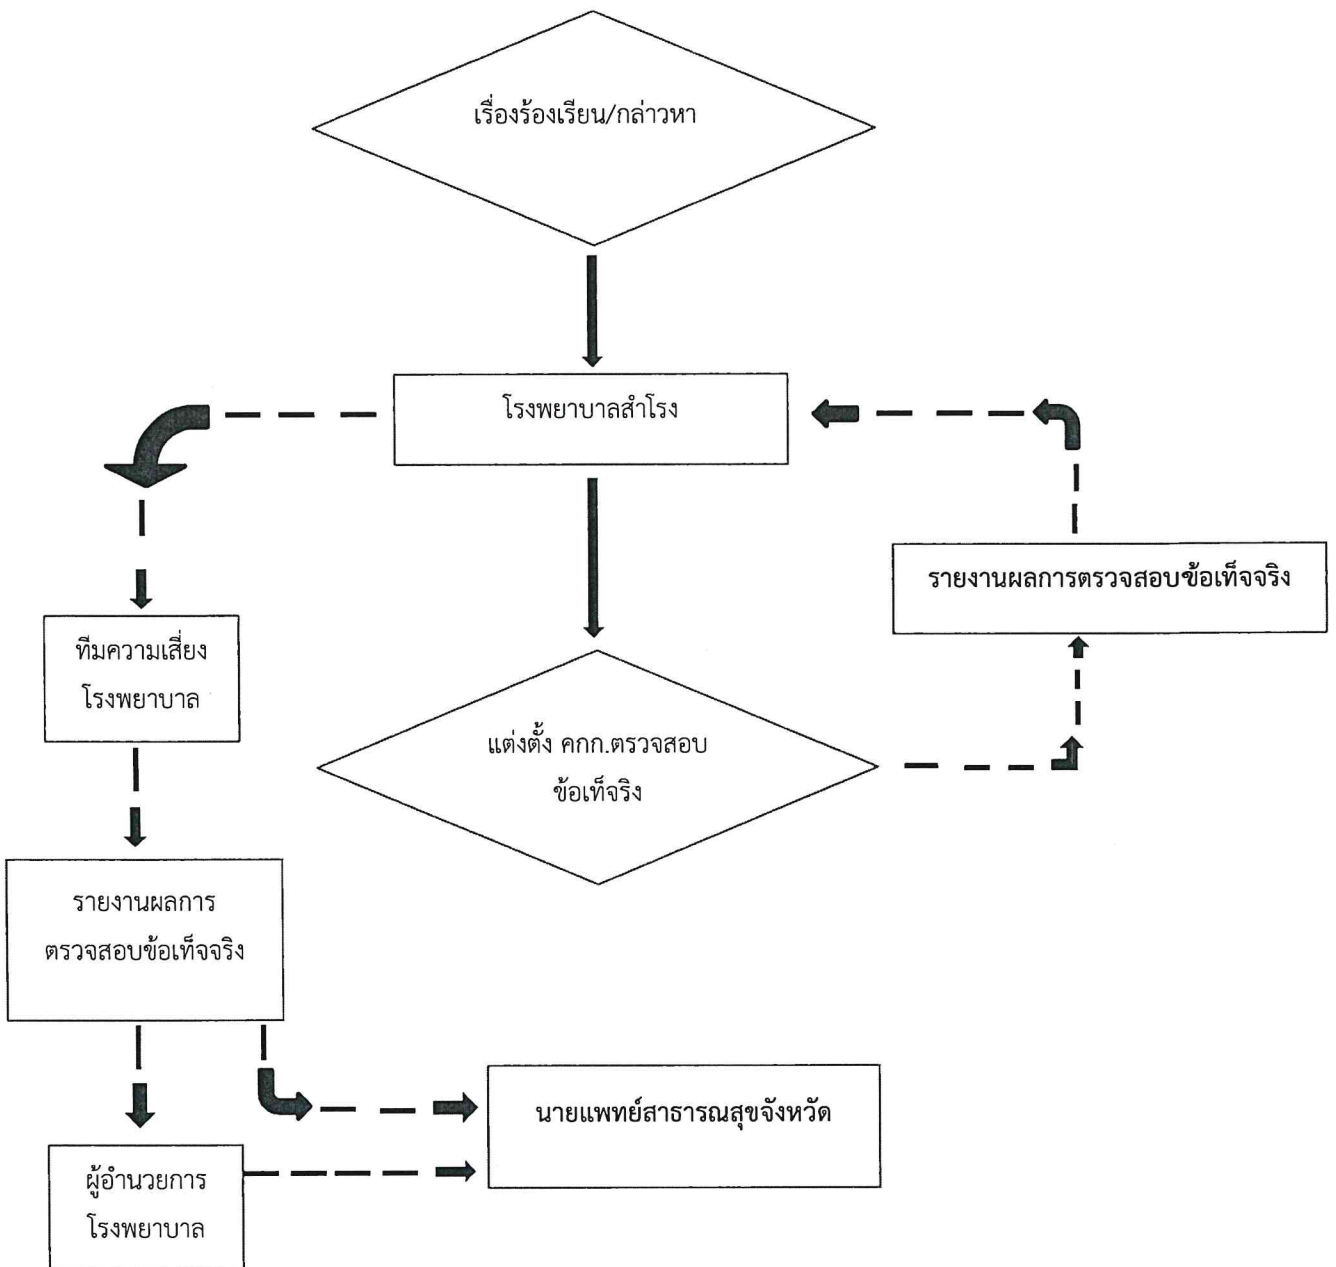 เรื่องร้องเรียน/กล่าวหา
โรงพยาบาลสำโรง
รายงานผลการตรวจสอบข้อเท็จจริง
ทีมความเสี่ยง
โรงพยาบาล
แต่งตั้ง คกก.ตรวจสอบ
ข้อเท็จจริง
รายงานผลการ
ตรวจสอบข้อเท็จจริง
นายแพทย์สาธารณสุขจังหวัด
ผู้อำนวยการ
โรงพยาบาล